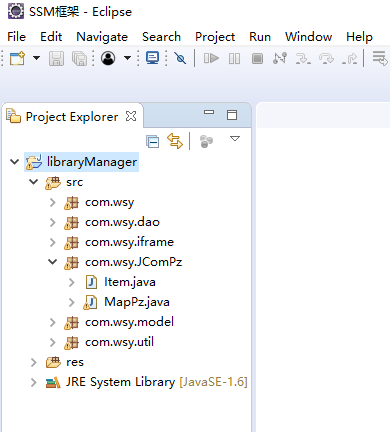 SSM框架 - Eclipse
File Edit Navigate Search Project Run Window Help
Project Explorer
libraryManager
src
com.wsy
com.wsy.dao
com.wsy.iframe
com.wsy.JComPz
Item.java
MapPz.java
com.wsy.model
com.wsy.util
res
JRE System Library [JavaSE-1.6]